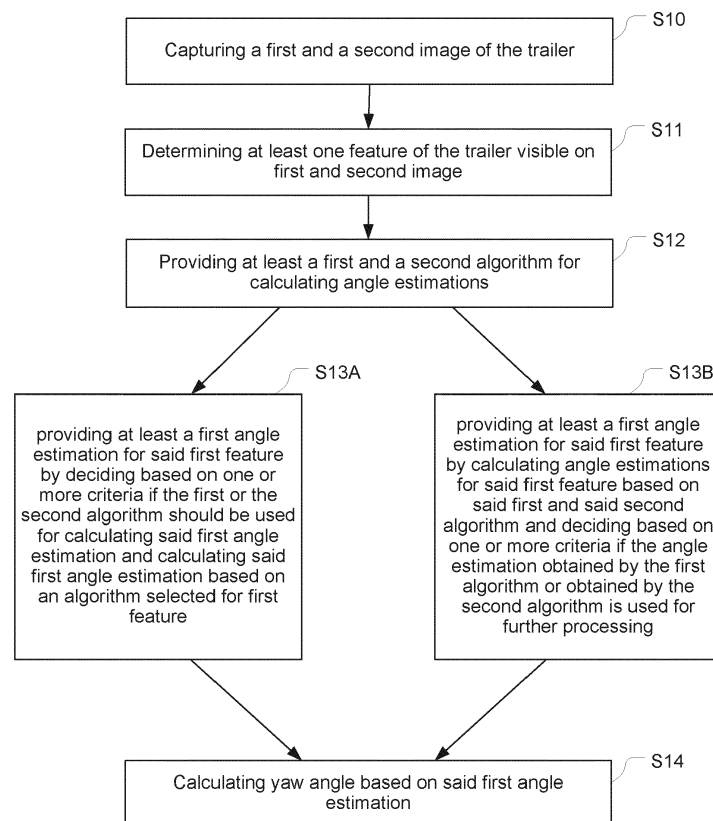 S10
Capturing a first and a second image of the trailer
S11
Determining at least one feature of the trailer visible on
first and second image
S12
Providing at least a first and a second algorithm for
calculating angle estimations
S13A
providing at least a first angle
estimation for said first feature
by deciding based on one or
more criteria if the first or the
second algorithm should be used
for calculating said first angle
estimation and calculating said
first angle estimation based on
an algorithm selected for first
feature
S13B
providing at least a first angle
estimation for said first feature
by calculating angle estimations
for said first feature based on
said first and said second
algorithm and deciding based on
one or more criteria if the angle
estimation obtained by the first
algorithm or obtained by the
second algorithm is used for
further processing
S14
Calculating yaw angle based on said first angle
estimation